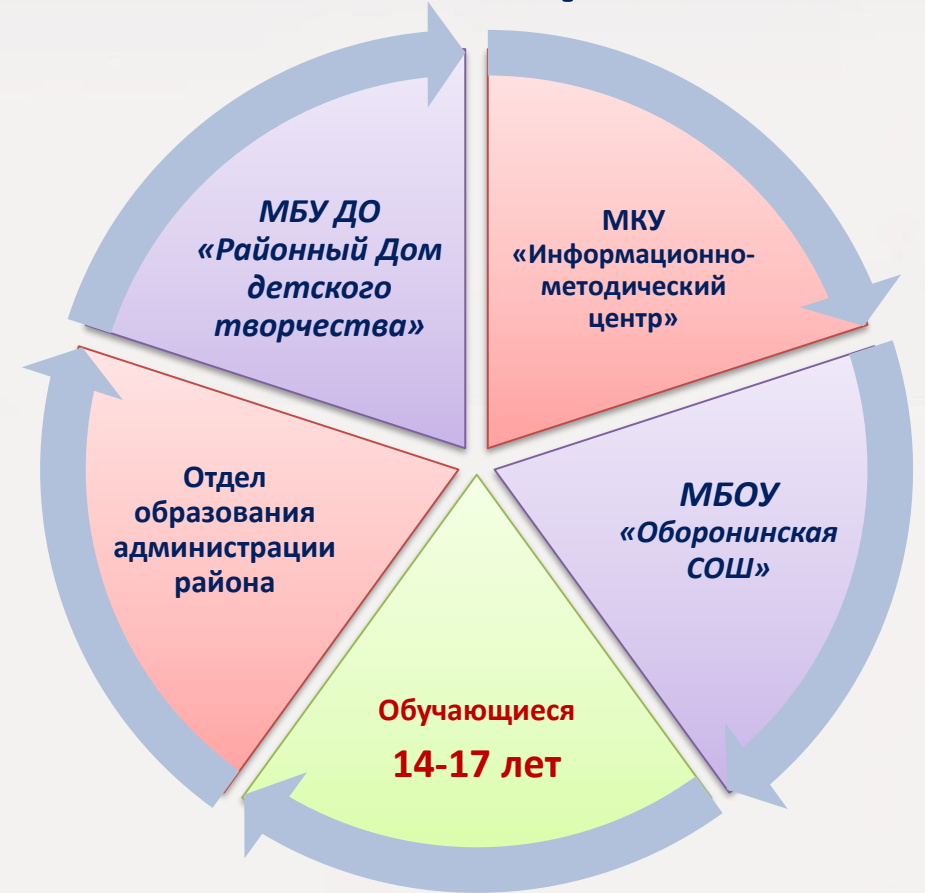 МБУ ДО
«Районный Дом
детского
творчества»
МКУ
«Информационно-
методический
центр»
МБОУ
«Оборонинская
СОШ»
Обучающиеся
14-17 лет
Отдел
образования
администрации
района